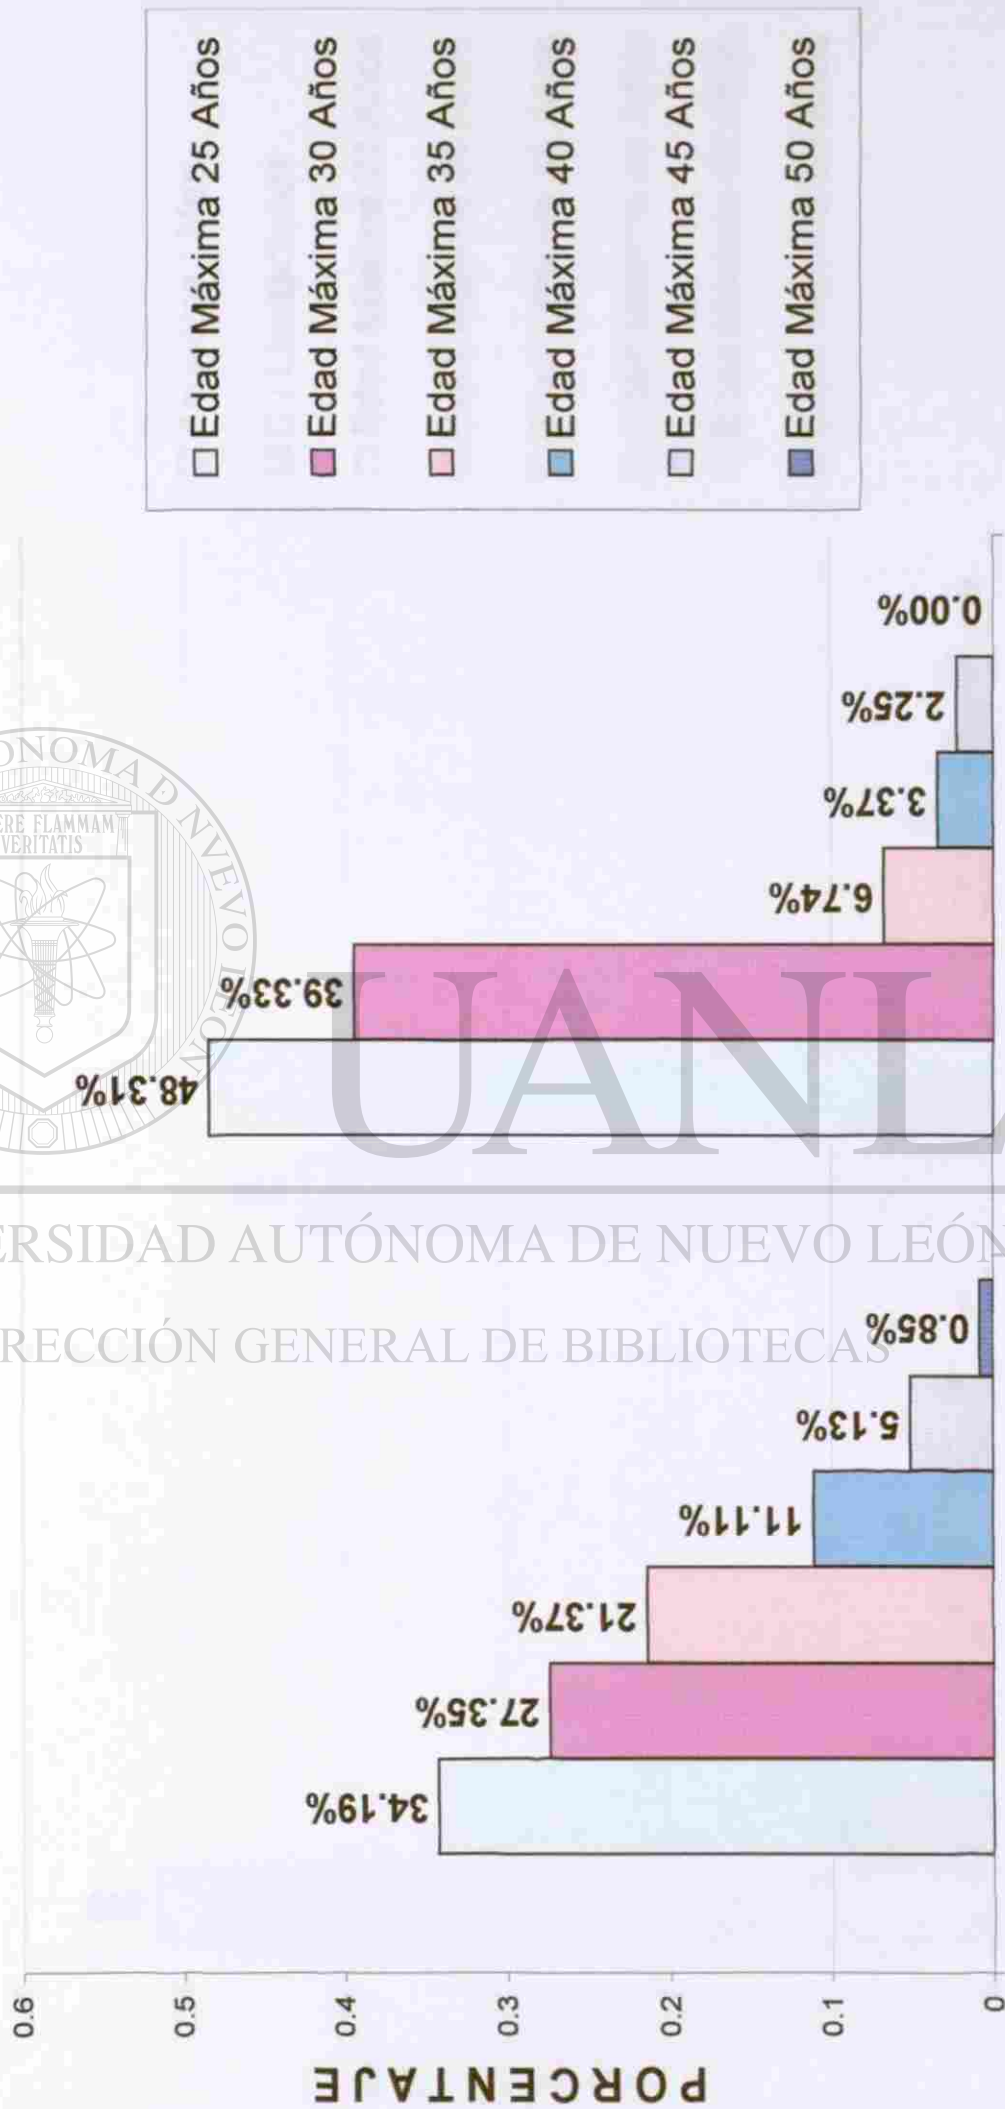 PORCENTAJE
0.6
0.5
0.4
0.3
0.2
0.1
0
34.19%
27.35%
21.37%
11.11%
5.13%
0.85%
48.31%
39.33%
6.74%
3.37%
2.25%
0.00%
Edad Máxima 25 Años
Edad Máxima 30 Años
Edad Máxima 35 Años
Edad Máxima 40 Años
Edad Máxima 45 Años
Edad Máxima 50 Años
ERE FLAMMAM
VERITATIS
UANL
ERSIDAD AUTÓNOMA DE NUEVO LEÓN
RECCIÓN GENERAL DE BIBLIOTECAS